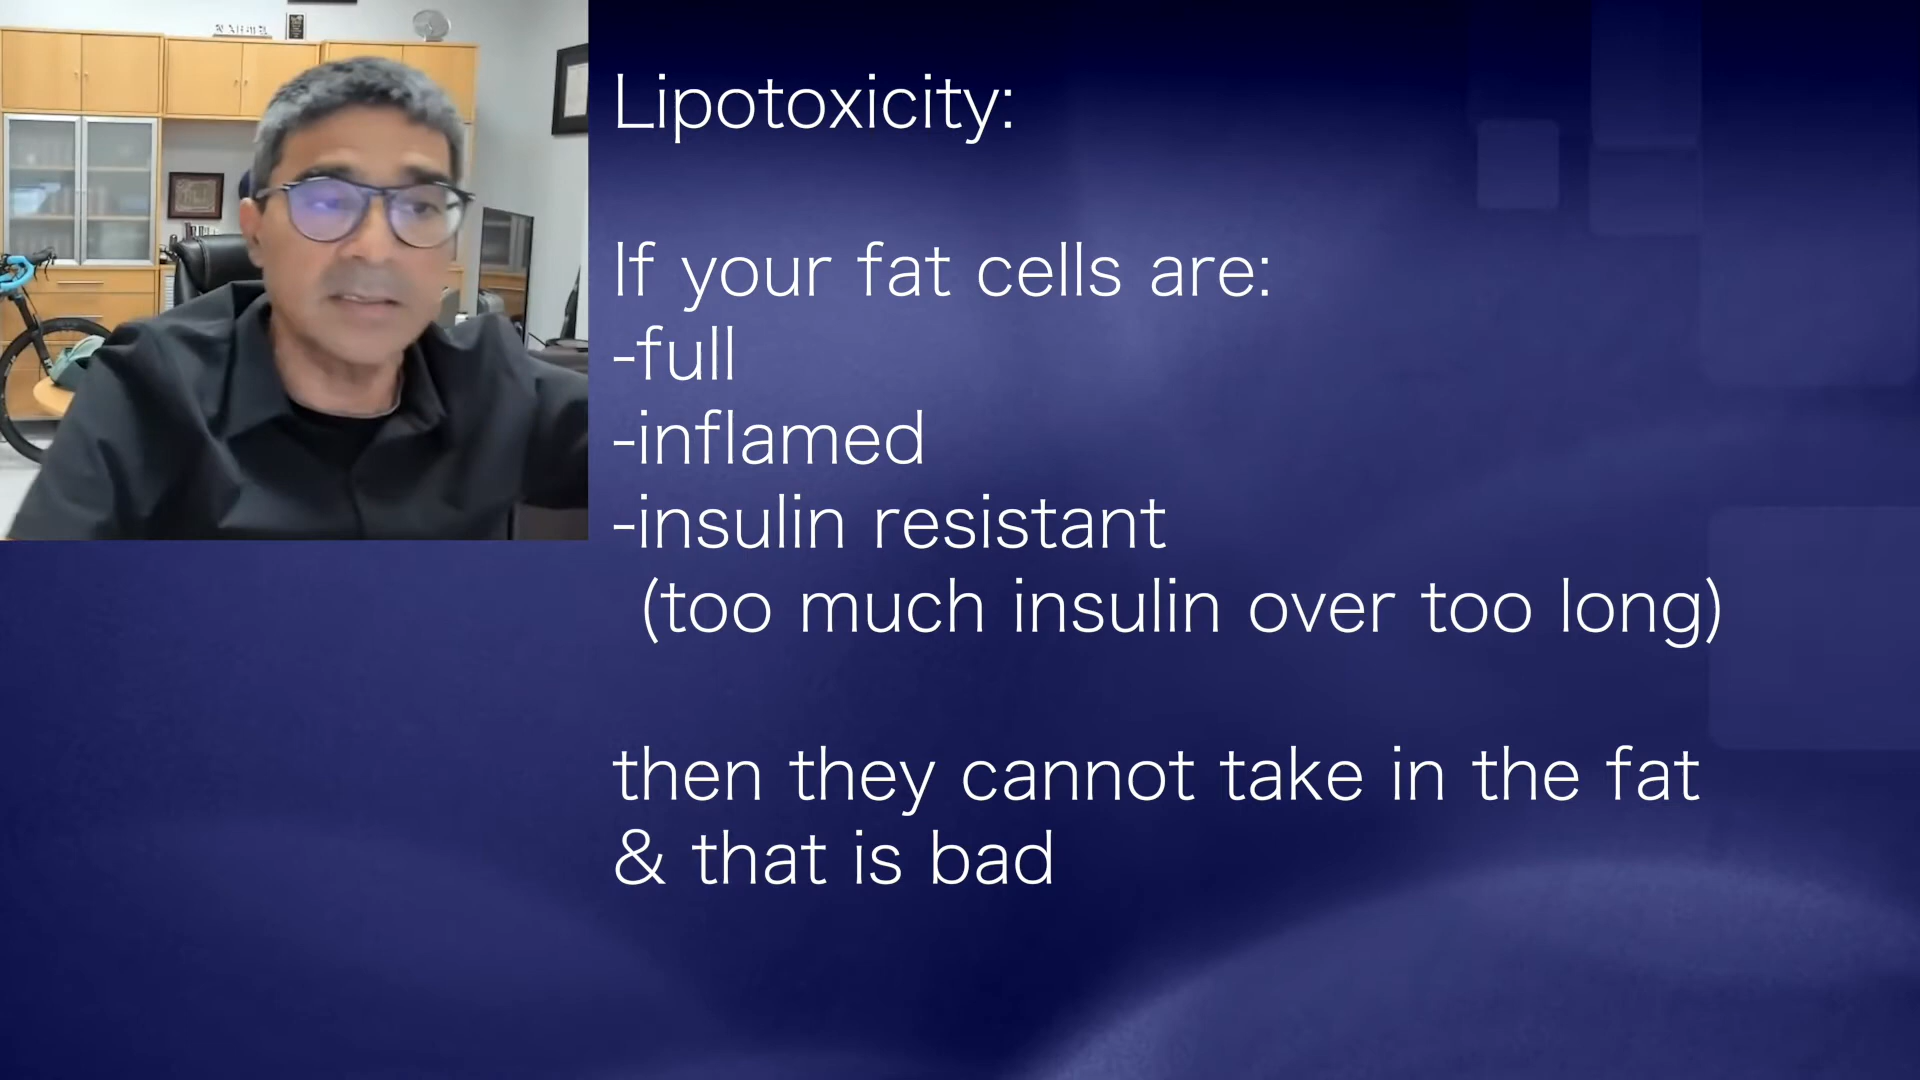 Lipotoxicity:
If your fat cells are:
-full
-inflamed
-insulin resistant
(too much insulin over too long)
then they cannot take in the fat
& that is bad